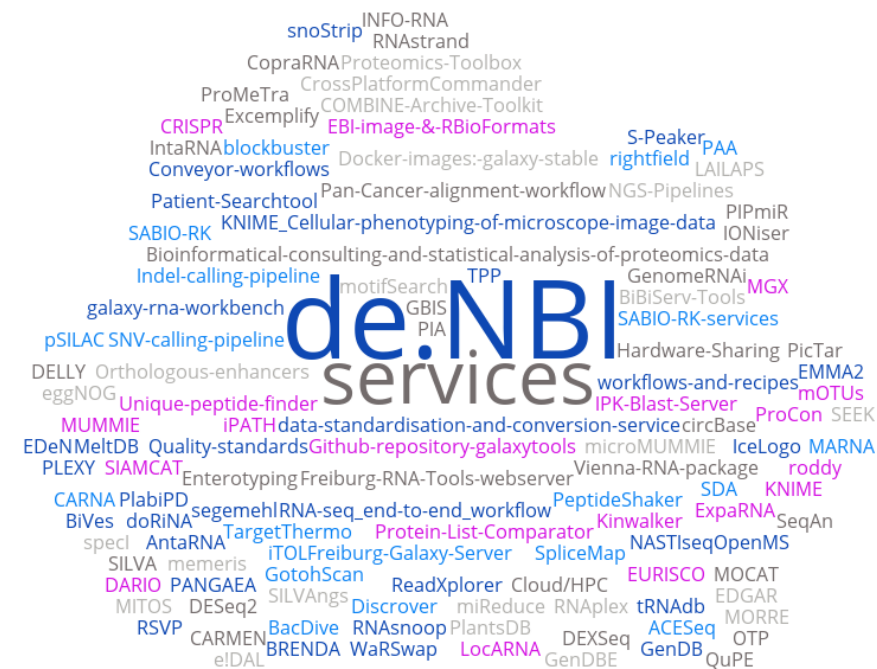 INFO-RNA
snoStrip
RNAstrand
CopraRNA Proteomics-Toolbox
CrossPlatformCommander
ProMeTra
COMBINE-Archive-Toolkit
Excemplify
CRISPR EBI-image-&-RBioFormats
S-Peaker
IntaRNA blockbuster PAA
Docker-images:-galaxy-stable rightfield
Conveyor-workflows LAILAPS
Pan-Cancer-alignment-workflow NGS-Pipelines
Patient-Searchtool
PIPmiR
KNIME_Cellular-phenotyping-of-microscope-image-data
SABIO-RK IONiser
Bioinformatical-consulting-and-statistical-analysis-of-proteomics-data
Indel-calling-pipeline TPP GenomeRNAi
motifSearch MGX
BiBiServ-Tools
galaxy-rna-workbench GBIS
de.NBI
SABIO-RK-services
PIA
pSILAC SNV-calling-pipeline
Hardware-Sharing PicTar
DELLY Orthologous-enhancers EMMA2
services
workflows-and-recipes
eggNOG mOTUs
Unique-peptide-finder IPK-Blast-Server
ProCon SEEK
MUMMIE iPATH data-standardisation-and-conversion-service circBase
EDeNMeltDB Quality-standards Github-repository-galaxytools microMUMMIE IceLogo MARNA
PLEXY SIAMCAT Vienna-RNA-package roddy
Enterotyping Freiburg-RNA-Tools-webserver
SDA KNIME
CARNA PlabiPD PeptideShaker
segemehl RNA-seq_end-to-end_workflow ExpaRNA
BiVes doRiNA Kinwalker SeqAn
TargetThermo Protein-List-Comparator
specI AntaRNA NASTIseqOpenMS
iTOLFreiburg-Galaxy-Server SpliceMap
SILVA memeris
GotohScan EURISCO MOCAT
DARIO PANGAEA ReadXplorer Cloud/HPC
SILVAngs EDGAR
MITOS DESeq2 Discrover miReduce RNAplex tRNAdb
MORRE
RSVP BacDive RNAsnoop PlantsDB ACESeq
CARMEN DEXSeq OTP
BRENDA WaRSwap LocARNA GenDB
e!DAL GenDBE QuPE